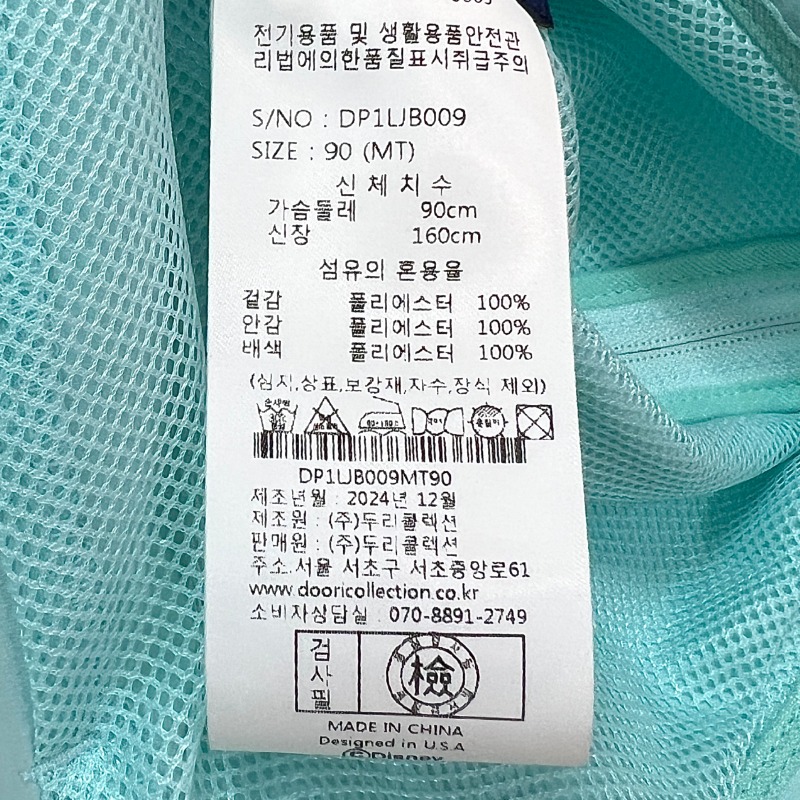 전기용품 및 생활용품안전관
리법에의한품질표시취급주의
S/NO : DP1LJB009
SIZE : 90 (MT)
신체치수
가슴둘레 90cm
신장 160cm
섬유의 혼용율
겉감 폴리에스터 100%
안감 폴리에스터 100%
배색 폴리에스터 100%
(심지,상표,보강재,자수,장식 제외)
DP1LJB009MT90
제조년월 : 2024년 12월
제조원 : (주)두리콜렉션
판매원 : (주)두리콜렉션
주소.서울 서초구 서초중앙로61
www.dooricollection.co.kr
소비자상담실 : 070-8891-2749
검사필
檢
MADE IN CHINA
Designed in U.S.A
©Disney